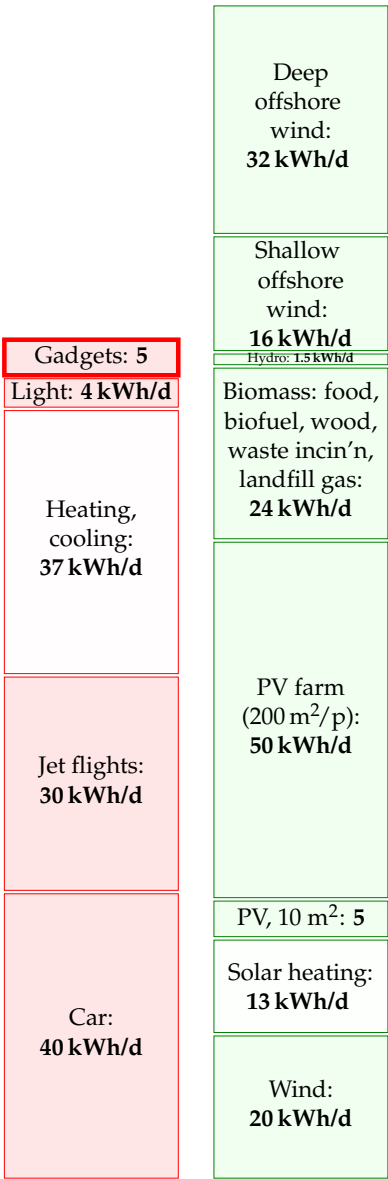 Gadgets: 5
Light: 4 kWh/d
Heating,
cooling:
37 kWh/d
Jet flights:
30 kWh/d
Car:
40 kWh/d
Deep
offshore
wind:
32 kWh/d
Shallow
offshore
wind:
16 kWh/d
Hydro: 1.5 kWh/d
Biomass: food,
biofuel, wood,
waste incin'n,
landfill gas:
24 kWh/d
PV farm
(200 m²/p):
50 kWh/d
PV, 10 m²: 5
Solar heating:
13 kWh/d
Wind:
20 kWh/d